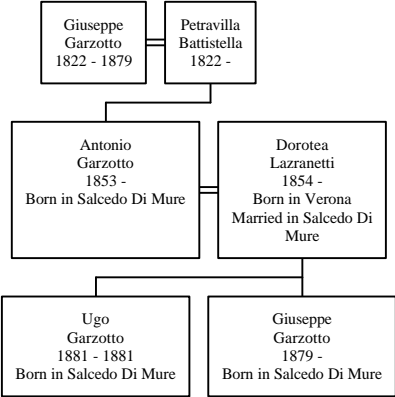 Giuseppe
Garzotto
1822 - 1879
Petravilla
Battistella
1822 -
Antonio
Garzotto
1853 -
Born in Salcedo Di Mure
Dorotea
Lazranetti
1854 -
Born in Verona
Married in Salcedo Di
Mure
Ugo
Garzotto
1881 - 1881
Born in Salcedo Di Mure
Giuseppe
Garzotto
1879 -
Born in Salcedo Di Mure